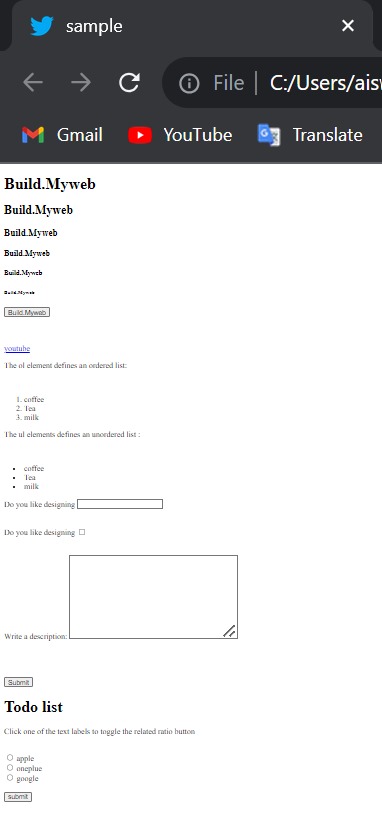 sample
File
C:/Users/ais
Gmail YouTube Translate
Build.Myweb
Build.Myweb
Build.Myweb
Build.Myweb
Build.Myweb
Build.Myweb
Build.Myweb
youtube
The ol element defines an ordered list:
1. coffee
2. Tea
3. milk
The ul elements defines an unordered list :
• coffee
• Tea
• milk
Do you like designing
Do you like designing
Write a description:
Submit
Todo list
Click one of the text labels to toggle the related ratio button
apple
oneplue
google
submit